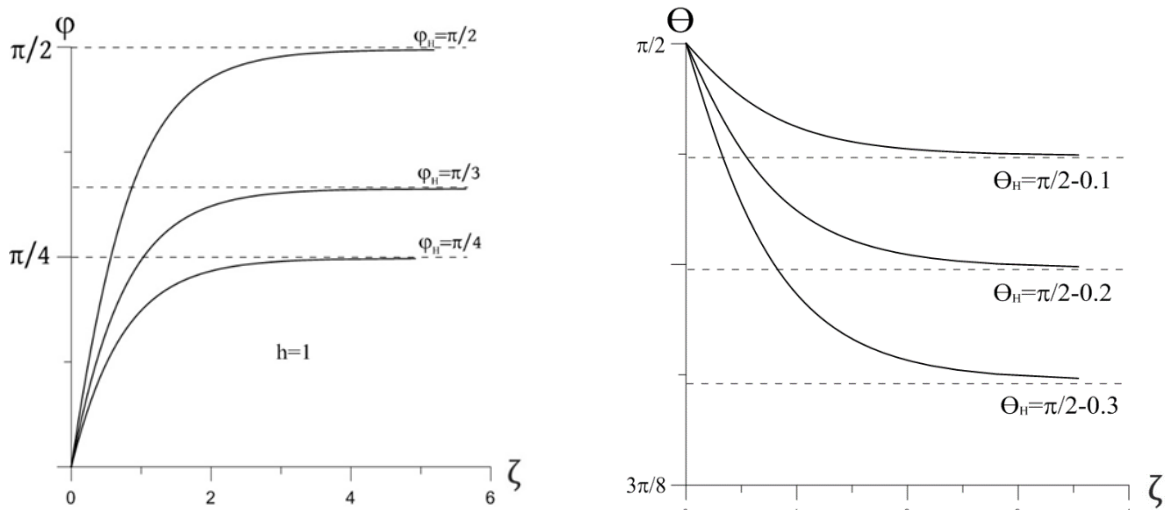 φ
π/2
φ_H=π/2
φ_H=π/3
π/4
φ_H=π/4
h=1
0
2
4
6
ζ
Θ
π/2
Θ_H=π/2-0.1
Θ_H=π/2-0.2
Θ_H=π/2-0.3
3π/8
ζ